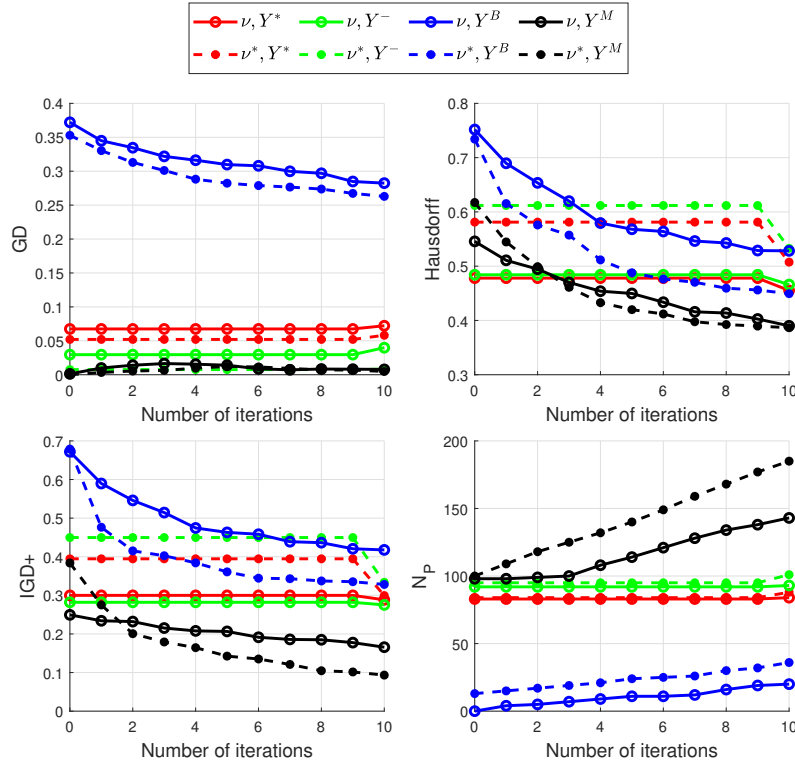 ν, Y* ν, Y⁻ ν, Yᴮ ν, Yᴹ
ν*, Y* ν*, Y⁻ ν*, Yᴮ ν*, Yᴹ
0.4
0.35
0.3
0.25
0.2
0.15
0.1
0.05
0
GD
0 2 4 6 8 10
Number of iterations
0.8
0.7
0.6
0.5
0.4
0.3
Hausdorff
0 2 4 6 8 10
Number of iterations
0.7
0.6
0.5
0.4
0.3
0.2
0.1
0
IGD+
0 2 4 6 8 10
Number of iterations
200
150
100
50
0
N_P
0 2 4 6 8 10
Number of iterations